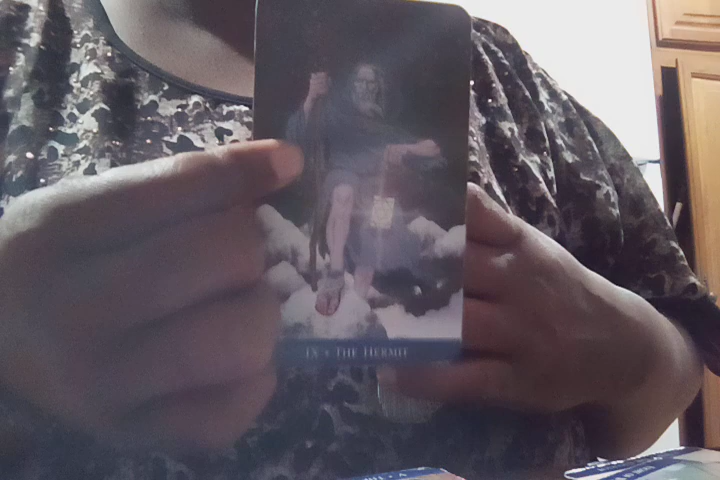 IX • THE HERMIT